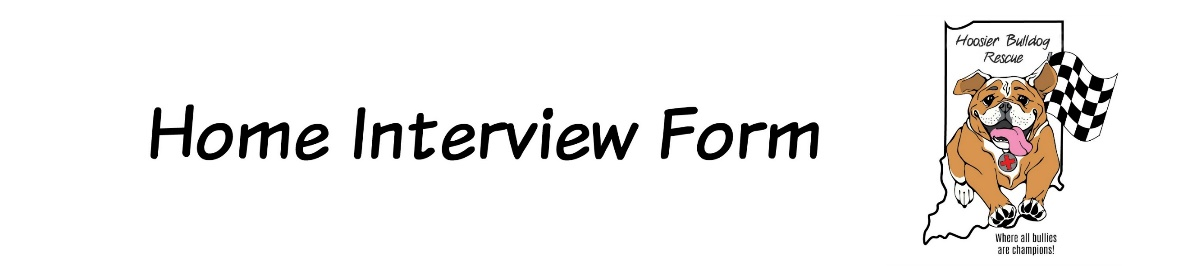 Home Interview Form
Hoosier Bulldog
Rescue
Where all bullies
are champions!